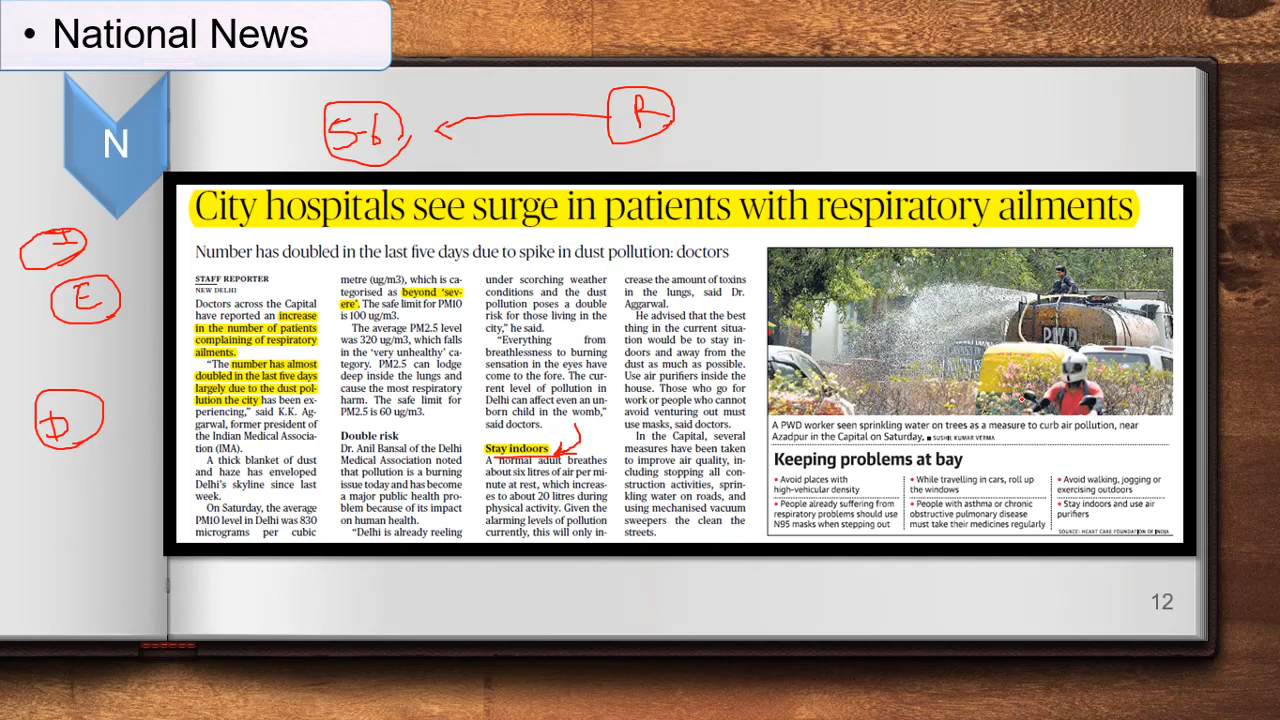 • National News
N
5-6
R
I
E
D
City hospitals see surge in patients with respiratory ailments
Number has doubled in the last five days due to spike in dust pollution: doctors
STAFF REPORTER
NEW DELHI
Doctors across the Capital
have reported an increase
in the number of patients
complaining of respiratory
ailments.
"The number has almost
doubled in the last five days
largely due to the dust pol-
lution the city has been ex-
periencing," said K.K. Ag-
garwal, former president of
the Indian Medical Associa-
tion (IMA).
A thick blanket of dust
and haze has enveloped
Delhi's skyline since last
week.
On Saturday, the average
PM10 level in Delhi was 830
micrograms per cubic
metre (ug/m3), which is ca-
tegorised as beyond 'sev-
ere'. The safe limit for PM10
is 100 ug/m3.
The average PM2.5 level
was 320 ug/m3, which falls
in the 'very unhealthy' ca-
tegory. PM2.5 can lodge
deep inside the lungs and
cause the most respiratory
harm. The safe limit for
PM2.5 is 60 ug/m3.
Double risk
Dr. Anil Bansal of the Delhi
Medical Association noted
that pollution is a burning
issue today and has become
a major public health pro-
blem because of its impact
on human health.
"Delhi is already reeling
under scorching weather
conditions and the dust
pollution poses a double
risk for those living in the
city," he said.
"Everything from
breathlessness to burning
sensation in the eyes have
come to the fore. The cur-
rent level of pollution in
Delhi can affect even an un-
born child in the womb,"
said doctors.
Stay indoors
A normal adult breathes
about six litres of air per mi-
nute at rest, which increas-
es to about 20 litres during
physical activity. Given the
alarming levels of pollution
currently, this will only in-
crease the amount of toxins
in the lungs, said Dr.
Aggarwal.
He advised that the best
thing in the current situa-
tion would be to stay in-
doors and away from the
dust as much as possible.
Use air purifiers inside the
house. Those who go for
work or people who cannot
avoid venturing out must
use masks, said doctors.
In the Capital, several
measures have been taken
to improve air quality, in-
cluding stopping all con-
struction activities, sprin-
kling water on roads, and
using mechanised vacuum
sweepers the clean the
streets.
P.W.D
A PWD worker seen sprinkling water on trees as a measure to curb air pollution, near
Azadpur in the Capital on Saturday. ■ SUSHIL KUMAR VERMA
Keeping problems at bay
• Avoid places with
high-vehicular density
• People already suffering from
respiratory problems should use
N95 masks when stepping out
• While travelling in cars, roll up
the windows
• People with asthma or chronic
obstructive pulmonary disease
must take their medicines regularly
• Avoid walking, jogging or
exercising outdoors
• Stay indoors and use air
purifiers
SOURCE: HEART CARE FOUNDATION OF INDIA
12